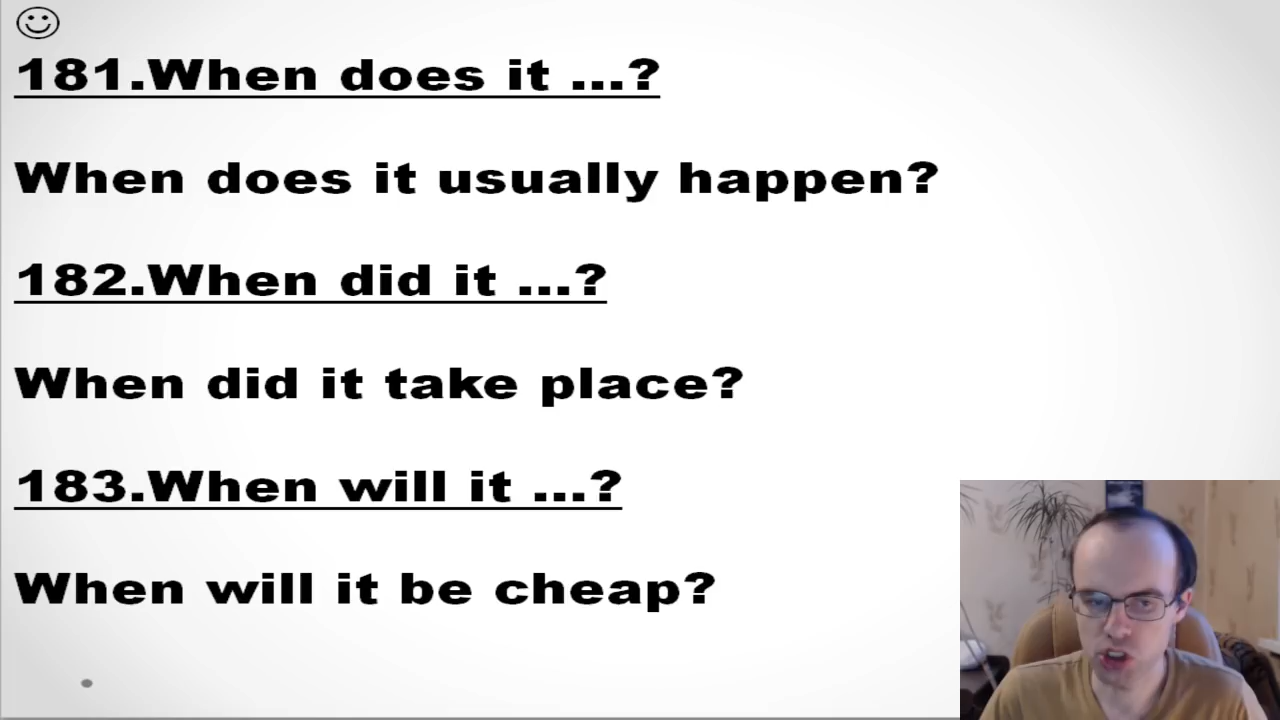 181.When does it ...?
When does it usually happen?
182.When did it ...?
When did it take place?
183.When will it ...?
When will it be cheap?